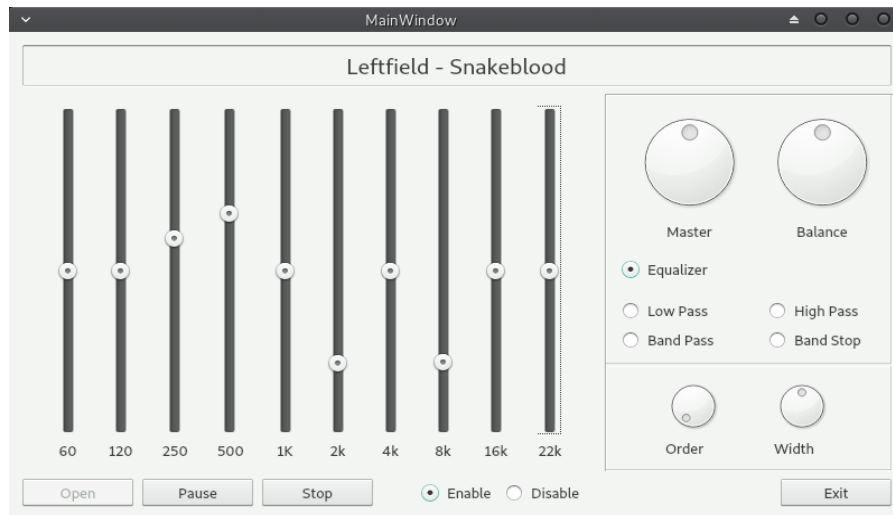 MainWindow
Leftfield - Snakeblood
Master Balance
Equalizer
Low Pass High Pass
Band Pass Band Stop
Order Width
60 120 250 500 1K 2k 4k 8k 16k 22k
Open Pause Stop Enable Disable Exit